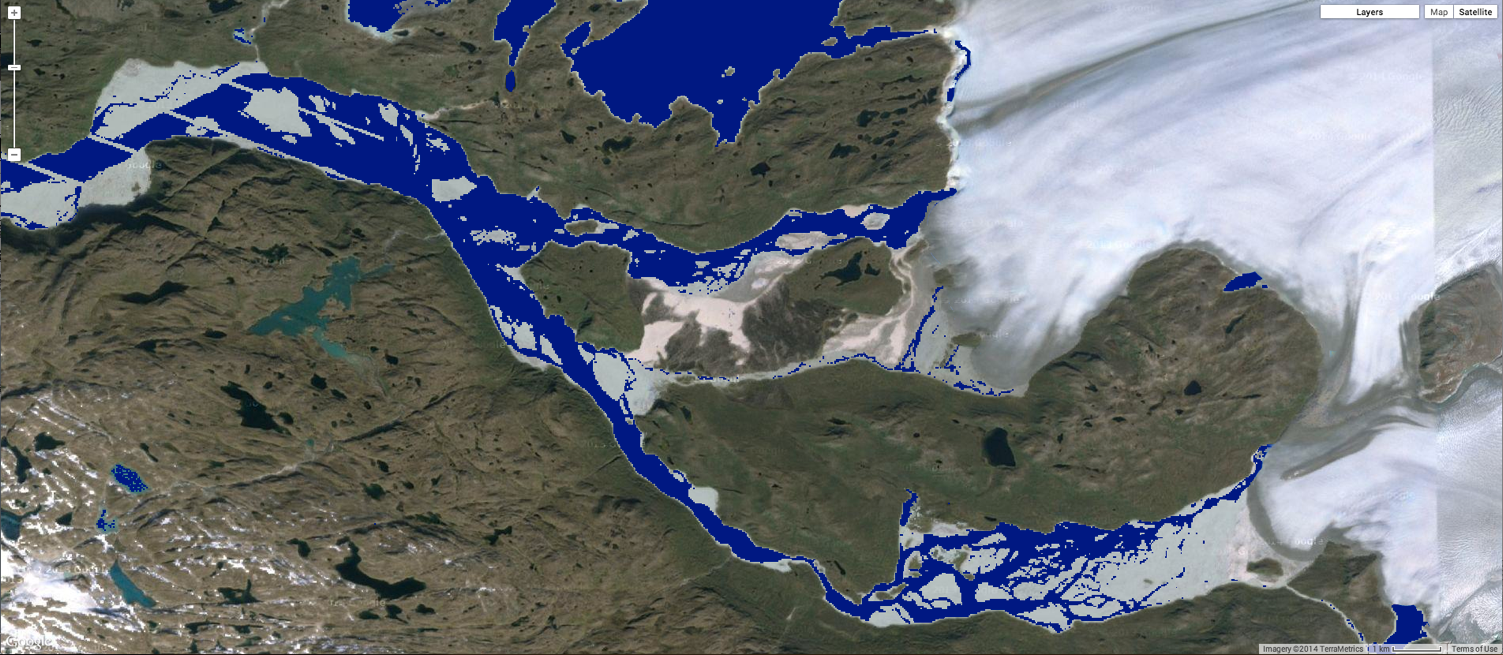 +
Layers
Map
Satellite
−
−
Google
Imagery ©2014 TerraMetrics
1 km
Terms of Use